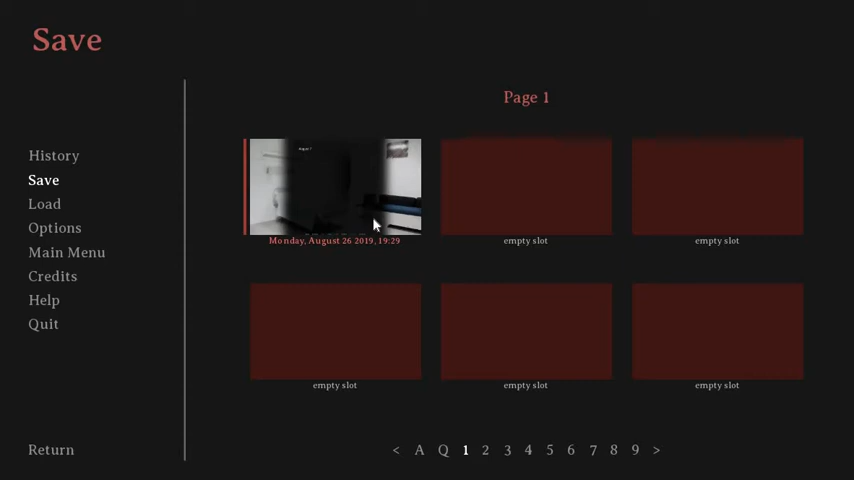 Save
Page 1
History
Save
Load
Options
Main Menu
Credits
Help
Quit
Return
Monday, August 26 2019, 19:29
empty slot
empty slot
empty slot
empty slot
empty slot
< A Q 1 2 3 4 5 6 7 8 9 >